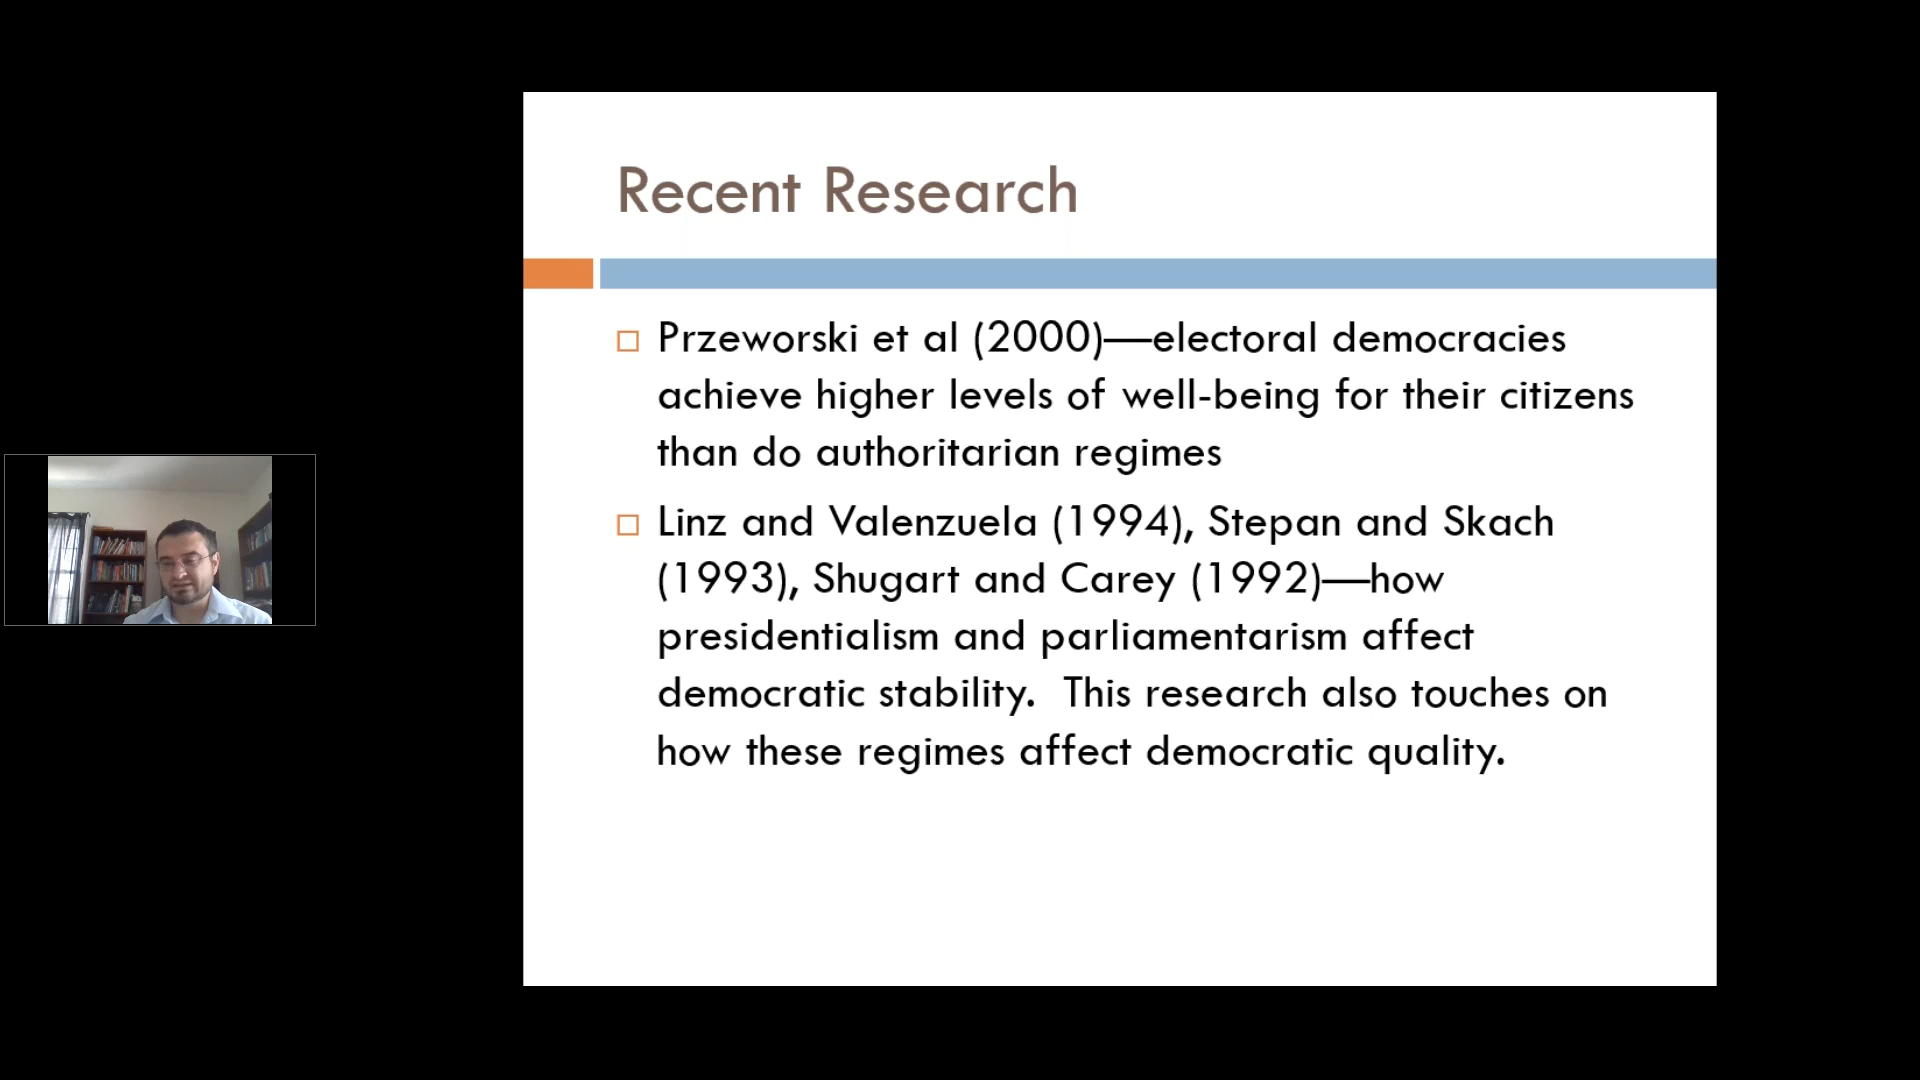 Recent Research
Przeworski et al (2000)—electoral democracies
achieve higher levels of well-being for their citizens
than do authoritarian regimes
Linz and Valenzuela (1994), Stepan and Skach
(1993), Shugart and Carey (1992)—how
presidentialism and parliamentarism affect
democratic stability.  This research also touches on
how these regimes affect democratic quality.